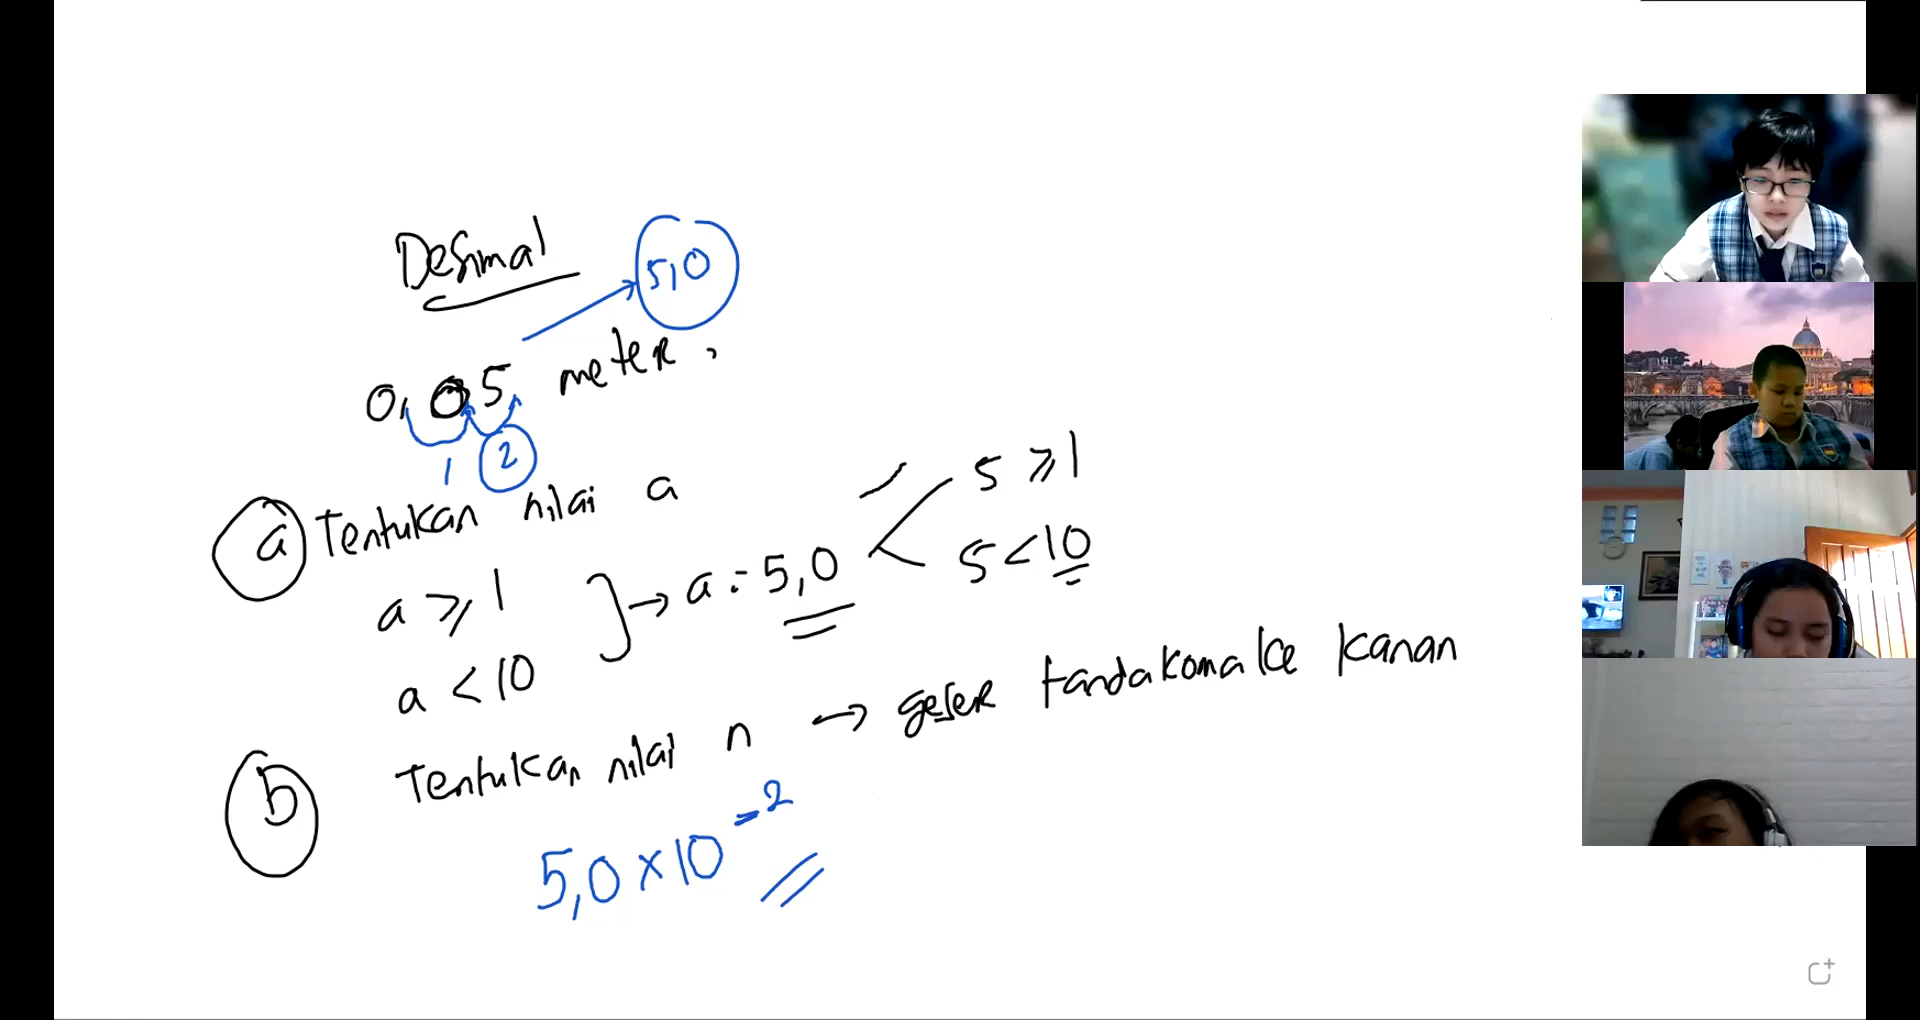 Desimal
5,0
0,05 meter,
1 2
a Tentukan nilai a
a ⩾ 1
a < 10
→ a = 5,0
5 ⩾ 1
5 < 10
b Tentukan nilai n → geser tanda koma ke kanan
5,0 × 10⁻²